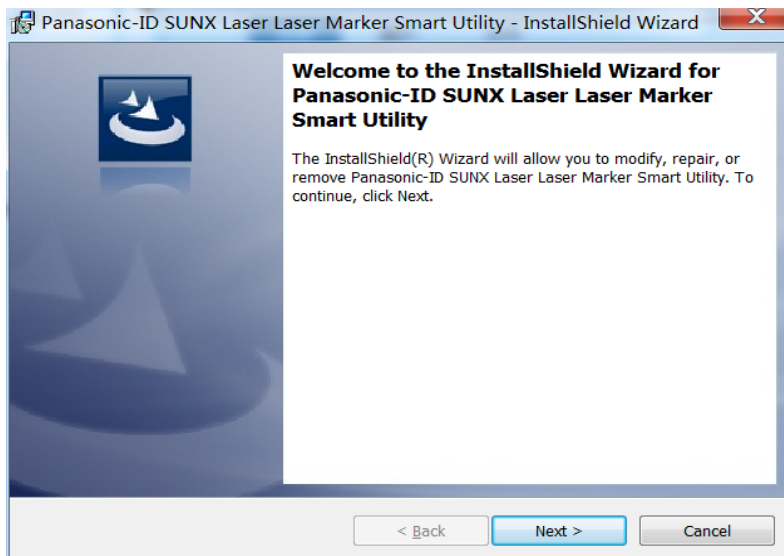 Panasonic-ID SUNX Laser Laser Marker Smart Utility - InstallShield Wizard
Welcome to the InstallShield Wizard for
Panasonic-ID SUNX Laser Laser Marker
Smart Utility
The InstallShield(R) Wizard will allow you to modify, repair, or
remove Panasonic-ID SUNX Laser Laser Marker Smart Utility. To
continue, click Next.
< Back
Next >
Cancel